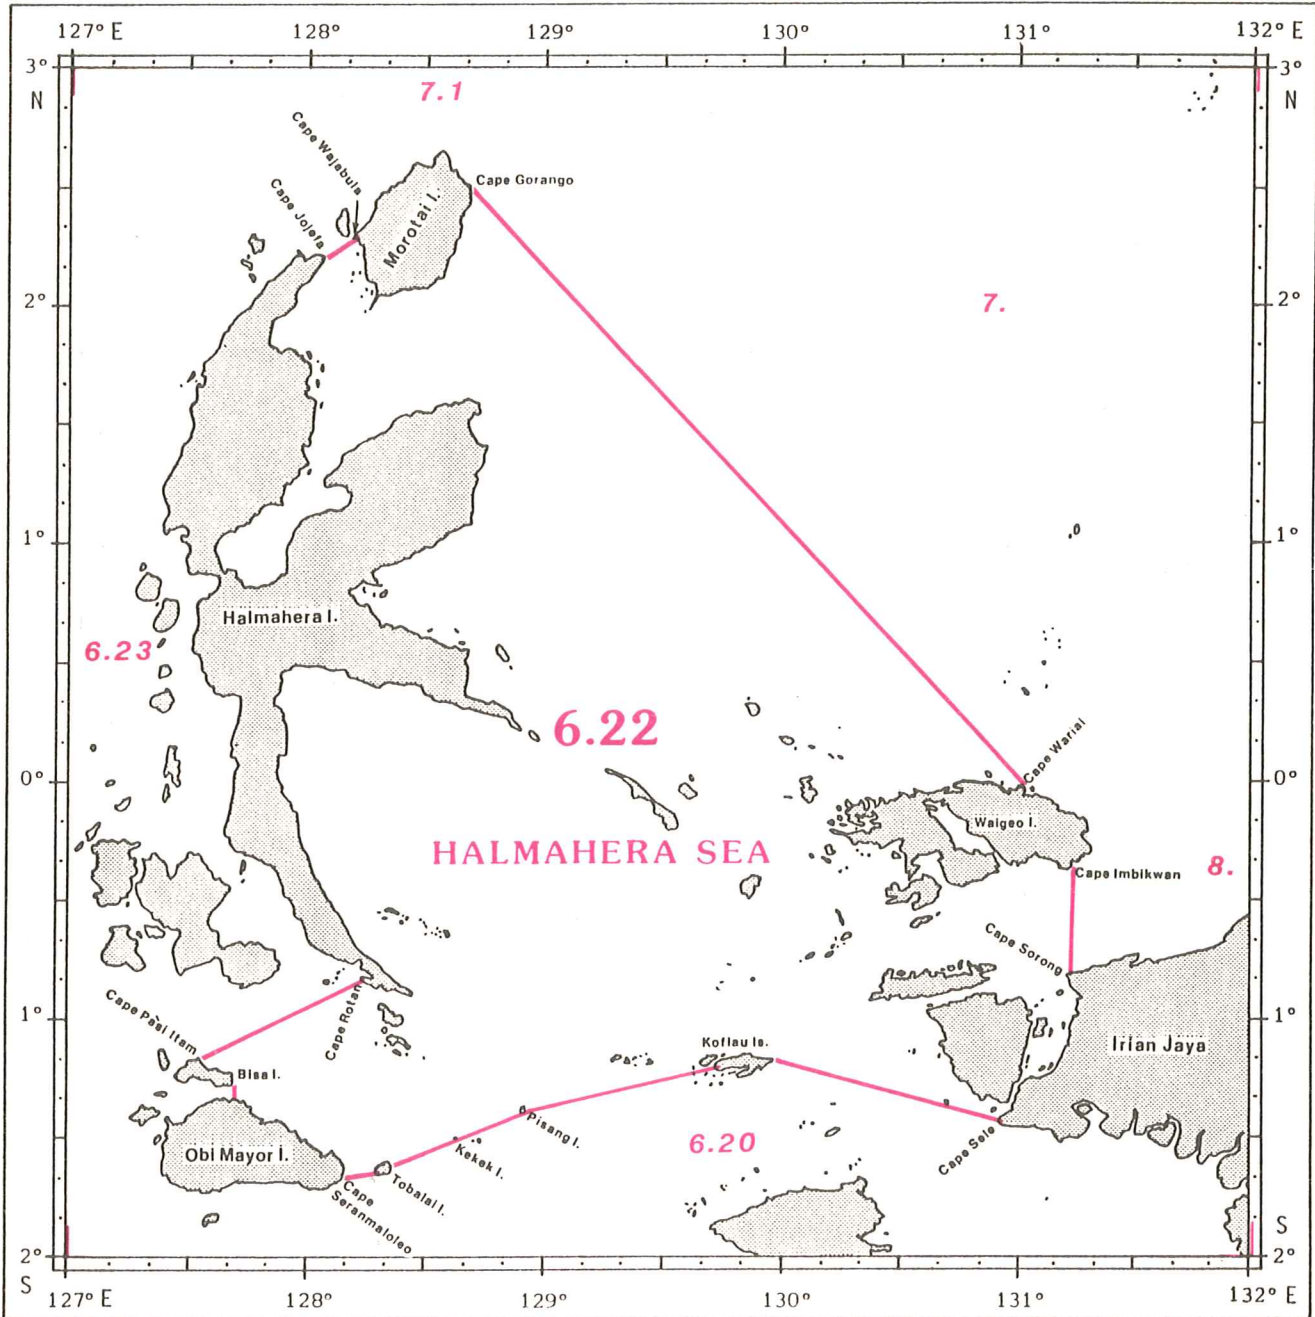 127° E 128° 129° 130° 131° 132° E
3° 3°
N N
7.1
Cape Wajabula
Cape Gorango
Cape Jojefa
Morotai I.
2° 7. 2°
1° 1°
Halmahera I.
6.23
6.22
Cape Wariai
0° 0°
Waigeo I.
HALMAHERA SEA
8.
Cape Imbikwan
Cape Sorong
Cape Pasi Itam
Cape Rotan
1° 1°
Kofiau Is.
Irian Jaya
Bisa I.
Pisang I.
Cape Sele
6.20
Kekek I.
Obi Mayor I.
Tobalai I.
Cape
Seranmaloleo
S
2° 2°
S
127° E 128° 129° 130° 131° 132° E